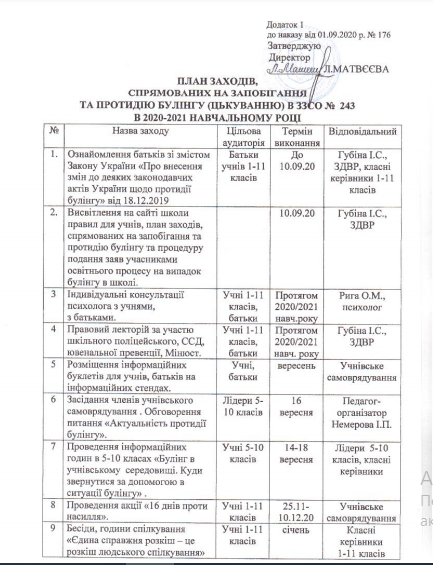 Додаток 1
до наказу від 01.09.2020 р. № 176
Затверджую
Директор
Л.МАТВЄЄВА
ПЛАН ЗАХОДІВ,
СПРЯМОВАНИХ НА ЗАПОБІГАННЯ
ТА ПРОТИДІЮ БУЛІНГУ (ЦЬКУВАННЮ) В ЗЗСО № 243
В 2020-2021 НАВЧАЛЬНОМУ РОЦІ
№ Назва заходу Цільова аудиторія Термін виконання Відповідальний
1. Ознайомлення батьків зі змістом Батьки До Губіна І.С.,
Закону України «Про внесення учнів 1-11 10.09.20 ЗДВР, класні
змін до деяких законодавчих класів керівники 1-11
актів України щодо протидії класів
булінгу» від 18.12.2019
2. Висвітлення на сайті школи 10.09.20 Губіна І.С.,
правил для учнів, план заходів, ЗДВР
спрямованих на запобігання та
протидію булінгу та процедуру
подання заяв учасниками
освітнього процесу на випадок
булінгу в школі.
3 Індивідуальні консультації Учні 1-11 Протягом Рига О.М.,
психолога з учнями, класів, 2020/2021 психолог
з батьками. батьки навч.року
4 Правовий лекторій за участю Учні 1-11 Протягом Губіна І.С.,
шкільного поліцейського, ССД, класів, 2020/2021 ЗДВР
ювенальної превенції, Мінюст. батьки навч. року
5 Розміщення інформаційних Учні, вересень Учнівське
буклетів для учнів, батьків на батьки самоврядування
інформаційних стендах.
6 Засідання членів учнівського Лідери 5- 16 Педагог-
самоврядування . Обговорення 10 класів вересня організатор
питання «Актуальність протидії Немерова І.П.
булінгу».
7 Проведення інформаційних Учні 5-10 14-18 Лідери 5-10
годин в 5-10 класах «Булінг в класів вересня класів, класні
учнівському середовищі. Куди керівники
звернутися за допомогою в
ситуації булінгу» .
8 Проведення акції «16 днів проти Учні 1-11 25.11- Учнівське
насилля». класів 10.12.20 самоврядування
9 Бесіди, години спілкування Учні 1-11 січень Класні
«Єдина справжня розкіш – це класів керівники
розкіш людського спілкування» 1-11 класів